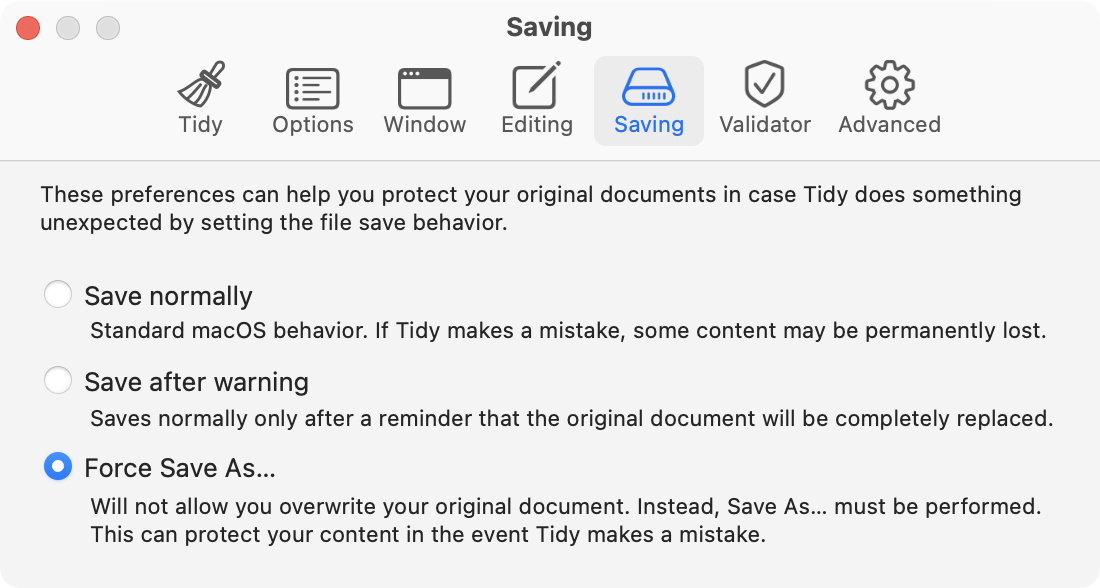 Saving
Tidy Options Window Editing Saving Validator Advanced
These preferences can help you protect your original documents in case Tidy does something
unexpected by setting the file save behavior.
Save normally
Standard macOS behavior. If Tidy makes a mistake, some content may be permanently lost.
Save after warning
Saves normally only after a reminder that the original document will be completely replaced.
Force Save As...
Will not allow you overwrite your original document. Instead, Save As... must be performed.
This can protect your content in the event Tidy makes a mistake.